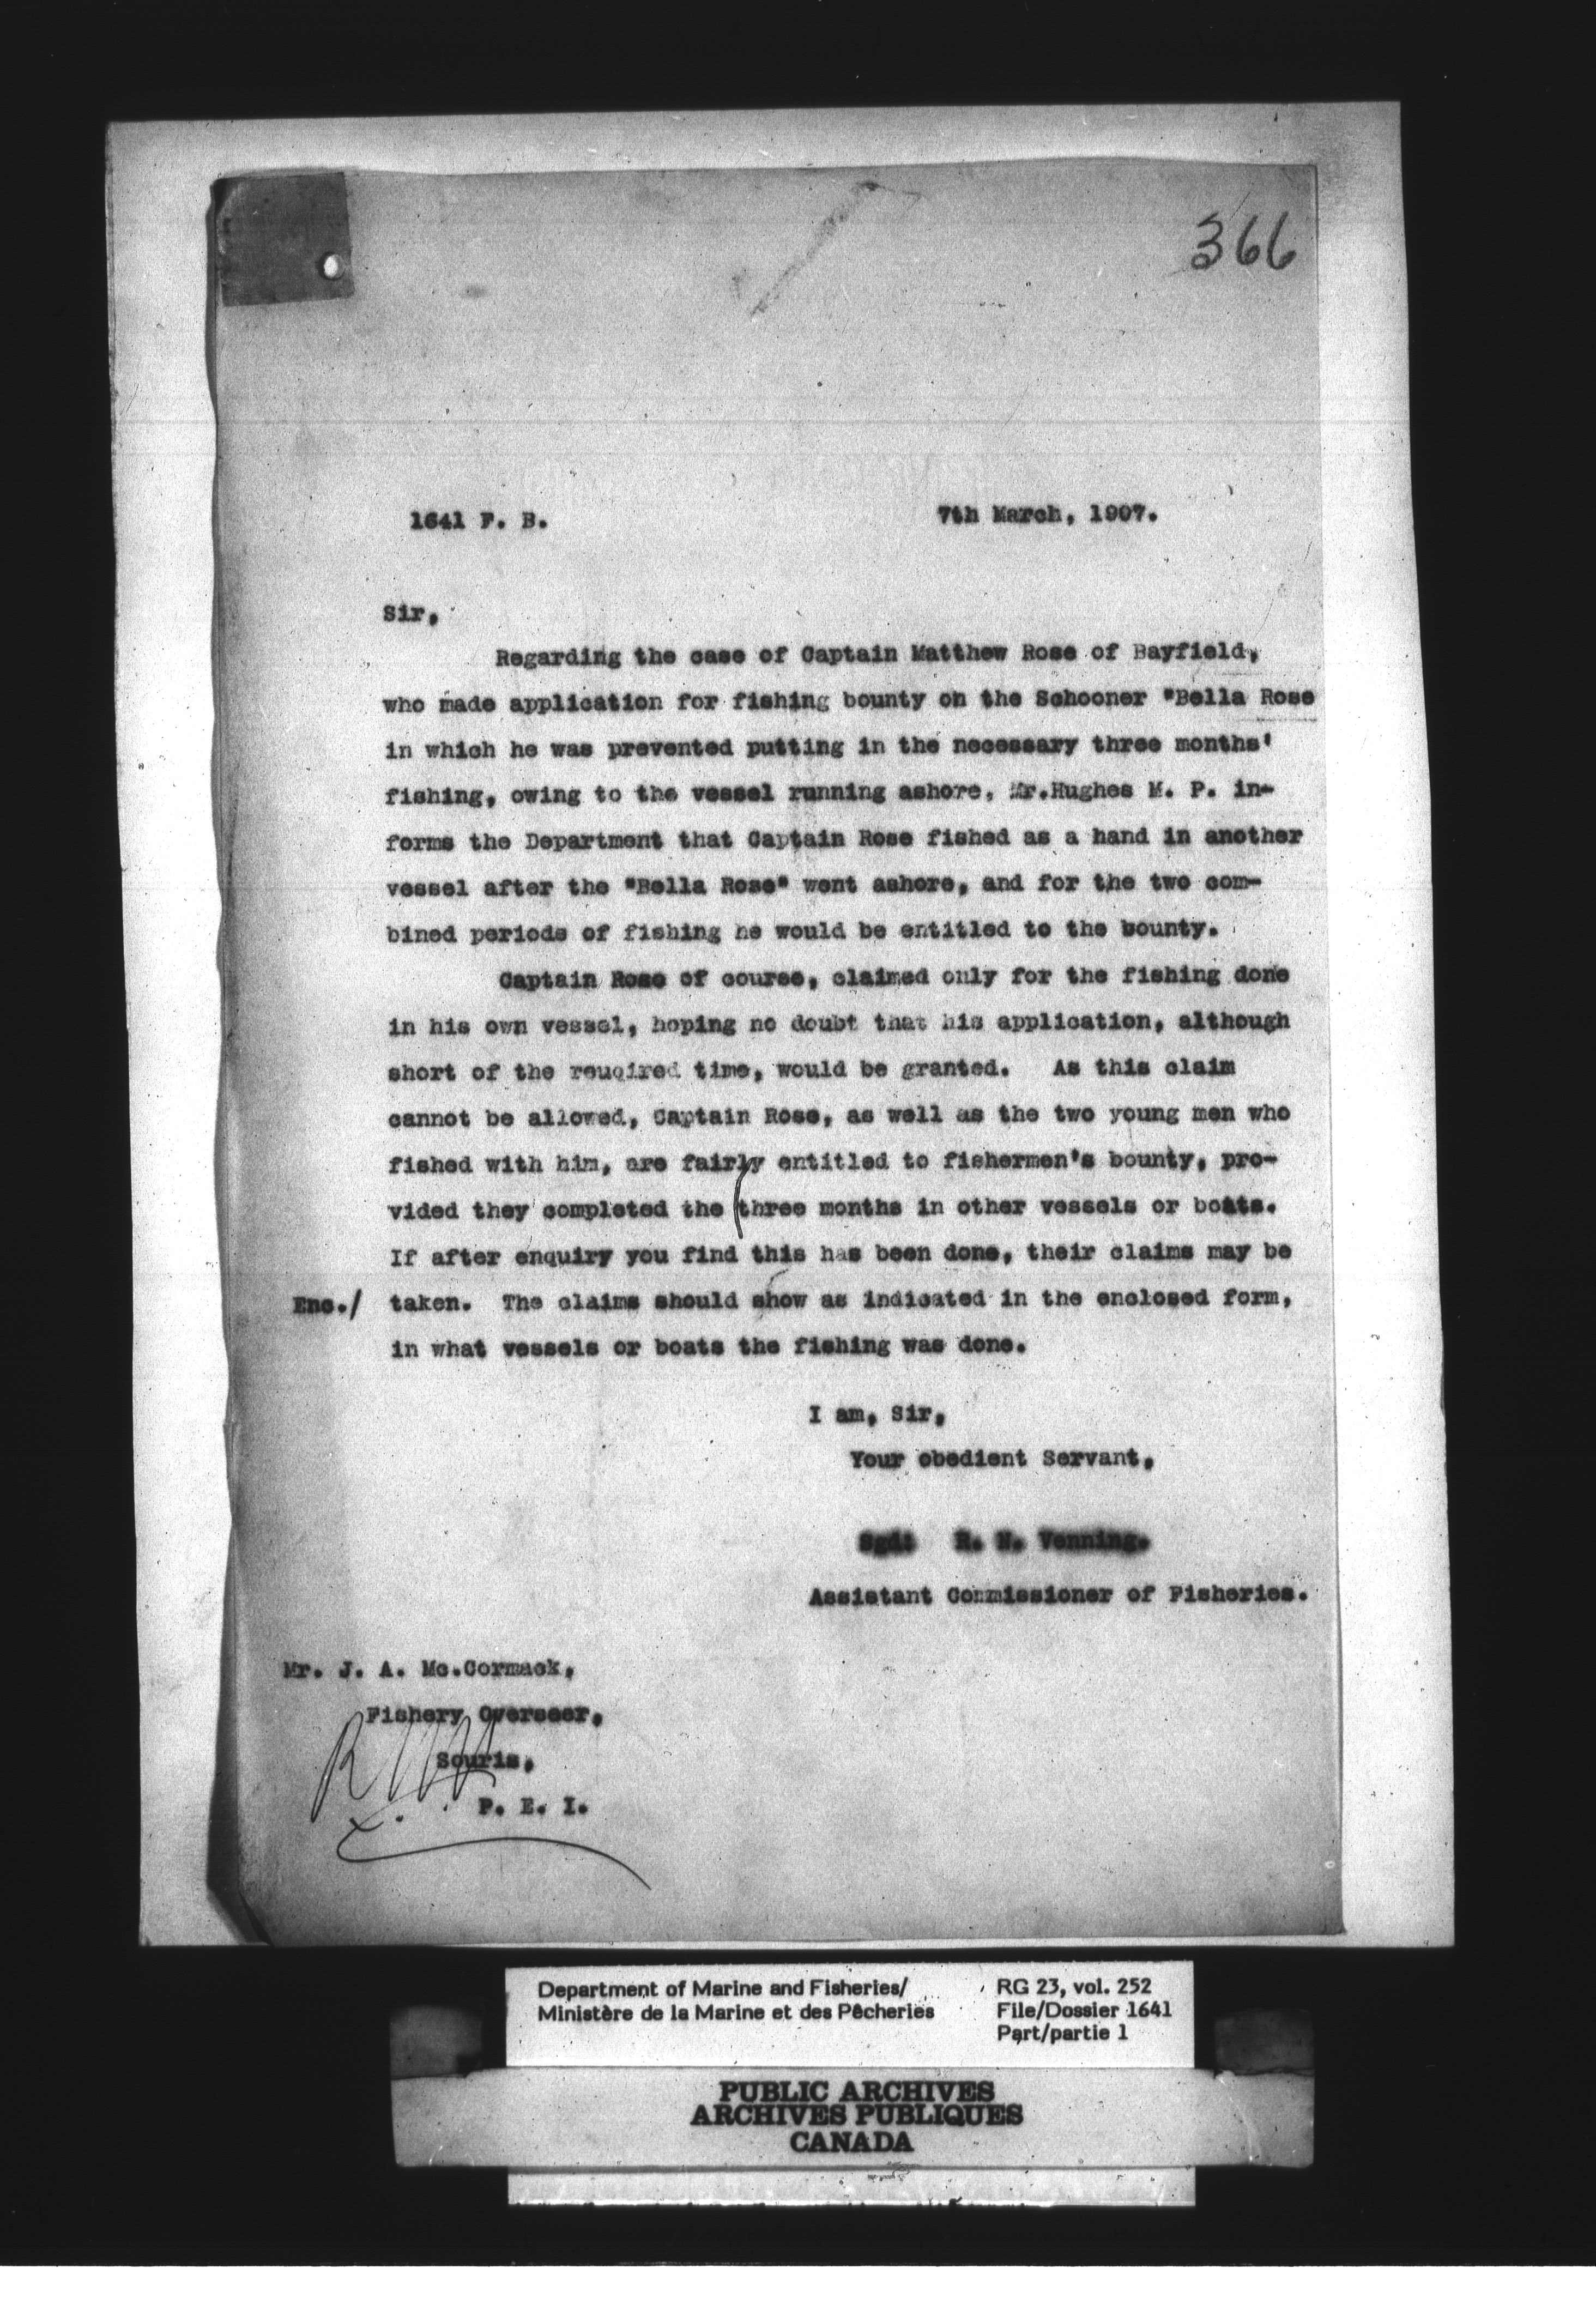 366
1641 F. B. 7th March, 1907.
Sir,
Regarding the case of Captain Matthew Rose of Bayfield,
who made application for fishing bounty on the Schooner "Bella Rose
in which he was prevented putting in the necessary three months'
fishing, owing to the vessel running ashore, Mr.Hughes M. P. in-
forms the Department that Captain Rose fished as a hand in another
vessel after the "Bella Rose" went ashore, and for the two com-
bined periods of fishing he would be entitled to the bounty.
Captain Rose of course, claimed only for the fishing done
in his own vessel, hoping no doubt that his application, although
short of the reuqired time, would be granted. As this claim
cannot be allowed, Captain Rose, as well as the two young men who
fished with him, are fairly entitled to fishermen's bounty, pro-
vided they completed the three months in other vessels or boats.
If after enquiry you find this has been done, their claims may be
Enc./ taken. The claims should show as indicated in the enclosed form,
in what vessels or boats the fishing was done.
I am, Sir,
Your obedient Servant,
Sgd: R. N. Venning.
Assistant Commissioner of Fisheries.
Mr. J. A. Mc.Cormack,
Fishery Overseer,
Souris,
P. E. I.
Department of Marine and Fisheries/ RG 23, vol. 252
Ministère de la Marine et des Pêcheries File/Dossier 1641
Part/partie 1
PUBLIC ARCHIVES
ARCHIVES PUBLIQUES
CANADA